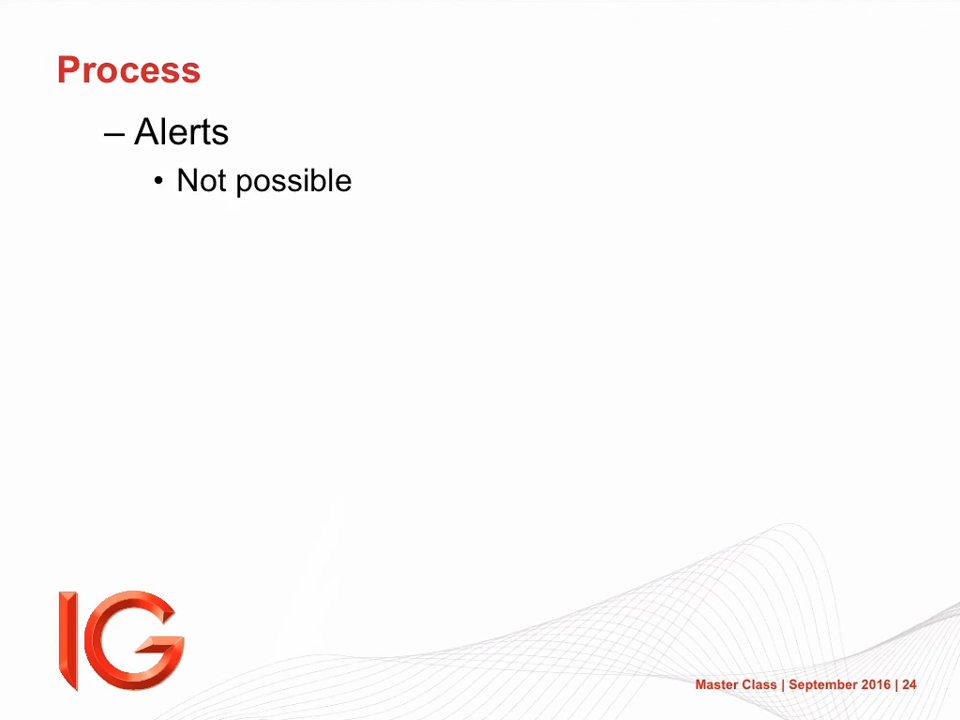 Process
– Alerts
• Not possible
IG
Master Class | September 2016 | 24